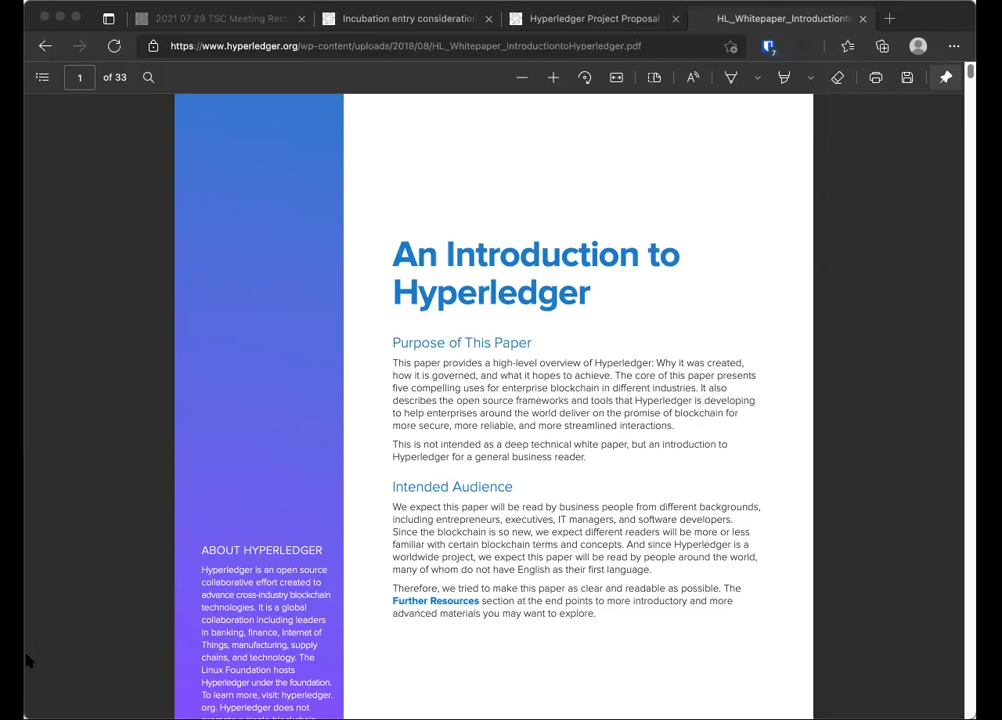 2021 07 29 TSC Meeting Rec
Incubation entry consideratio
Hyperledger Project Proposal
HL_Whitepaper_Introductiont
https://www.hyperledger.org/wp-content/uploads/2018/08/HL_Whitepaper_IntroductiontoHyperledger.pdf
7
1 of 33
An Introduction to
Hyperledger
Purpose of This Paper
This paper provides a high-level overview of Hyperledger: Why it was created,
how it is governed, and what it hopes to achieve. The core of this paper presents
five compelling uses for enterprise blockchain in different industries. It also
describes the open source frameworks and tools that Hyperledger is developing
to help enterprises around the world deliver on the promise of blockchain for
more secure, more reliable, and more streamlined interactions.
This is not intended as a deep technical white paper, but an introduction to
Hyperledger for a general business reader.
Intended Audience
We expect this paper will be read by business people from different backgrounds,
including entrepreneurs, executives, IT managers, and software developers.
Since the blockchain is so new, we expect different readers will be more or less
familiar with certain blockchain terms and concepts. And since Hyperledger is a
worldwide project, we expect this paper will be read by people around the world,
many of whom do not have English as their first language.
Therefore, we tried to make this paper as clear and readable as possible. The
Further Resources section at the end points to more introductory and more
advanced materials you may want to explore.
ABOUT HYPERLEDGER
Hyperledger is an open source
collaborative effort created to
advance cross-industry blockchain
technologies. It is a global
collaboration including leaders
in banking, finance, Internet of
Things, manufacturing, supply
chains, and technology. The
Linux Foundation hosts
Hyperledger under the foundation.
To learn more, visit: hyperledger.
org. Hyperledger does not